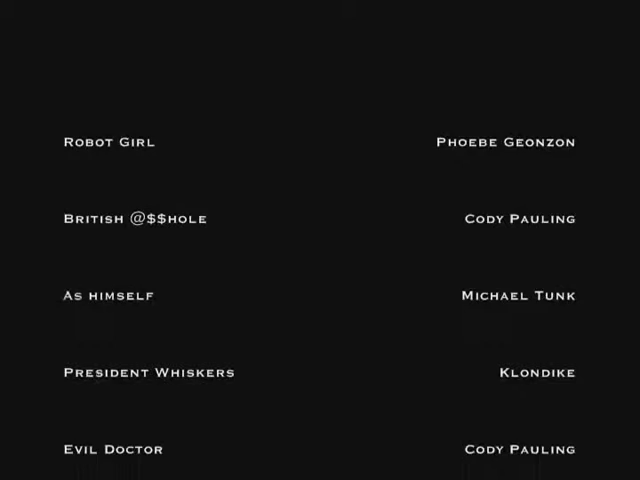 Robot Girl Phoebe Geonzon
British @$$hole Cody Pauling
As himself Michael Tunk
President Whiskers Klondike
Evil Doctor Cody Pauling